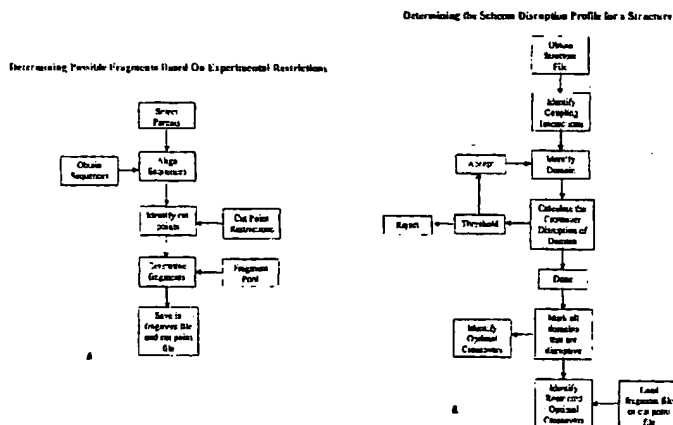 Determining Possible Fragments Based On Experimental Restrictions
Select
Parents
Obtain
Sequences
Align
Sequences
Identify cut
points
Cut Point
Restrictions
Determine
fragments
Fragment
Pool
Save in
fragment file
and cut point
file
Determining the Schema Disruption Profile for a Structure
Obtain
Structure
File
Identify
Coupling
Interactions
Accept
Identify
Domain
Reject
Threshold
Calculate the
Crossover
Disruption of
Domain
Done
Identify
Optimal
Crossovers
Mark all
domains
that are
disruptive
Identify
Restricted
Optimal
Crossovers
Load
fragment file
or cut point
file